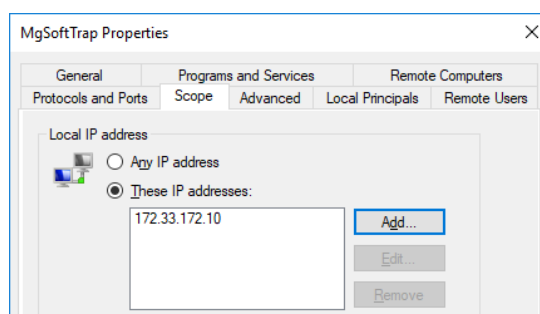 MgSoftTrap Properties
General Programs and Services Remote Computers
Protocols and Ports Scope Advanced Local Principals Remote Users
Local IP address
Any IP address
These IP addresses:
172.33.172.10
Add...
Edit...
Remove